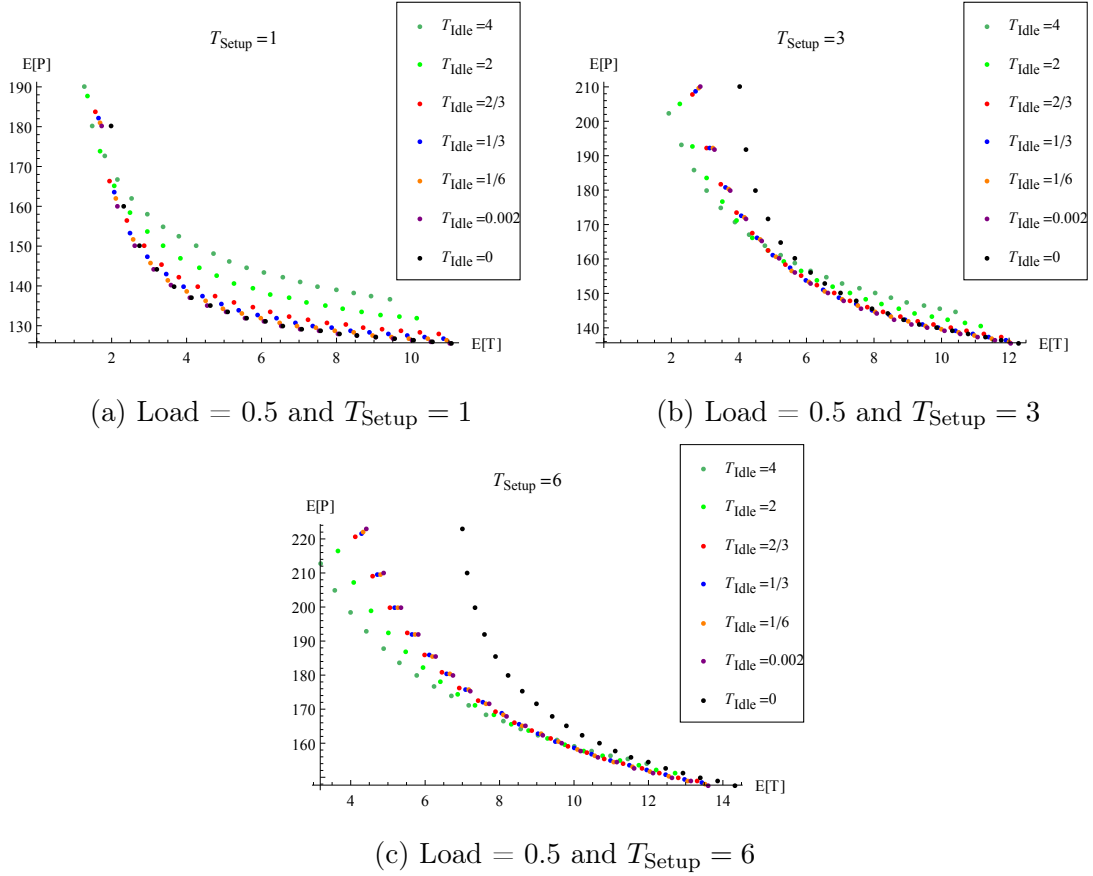 T_Setup=1
E[P]
190
180
170
160
150
140
130
2
4
6
8
10
E[T]
T_Idle=4
T_Idle=2
T_Idle=2/3
T_Idle=1/3
T_Idle=1/6
T_Idle=0.002
T_Idle=0
(a) Load = 0.5 and T_Setup = 1
T_Setup=3
E[P]
210
200
190
180
170
160
150
140
2
4
6
8
10
12
E[T]
T_Idle=4
T_Idle=2
T_Idle=2/3
T_Idle=1/3
T_Idle=1/6
T_Idle=0.002
T_Idle=0
(b) Load = 0.5 and T_Setup = 3
T_Setup=6
E[P]
220
210
200
190
180
170
160
4
6
8
10
12
14
E[T]
T_Idle=4
T_Idle=2
T_Idle=2/3
T_Idle=1/3
T_Idle=1/6
T_Idle=0.002
T_Idle=0
(c) Load = 0.5 and T_Setup = 6